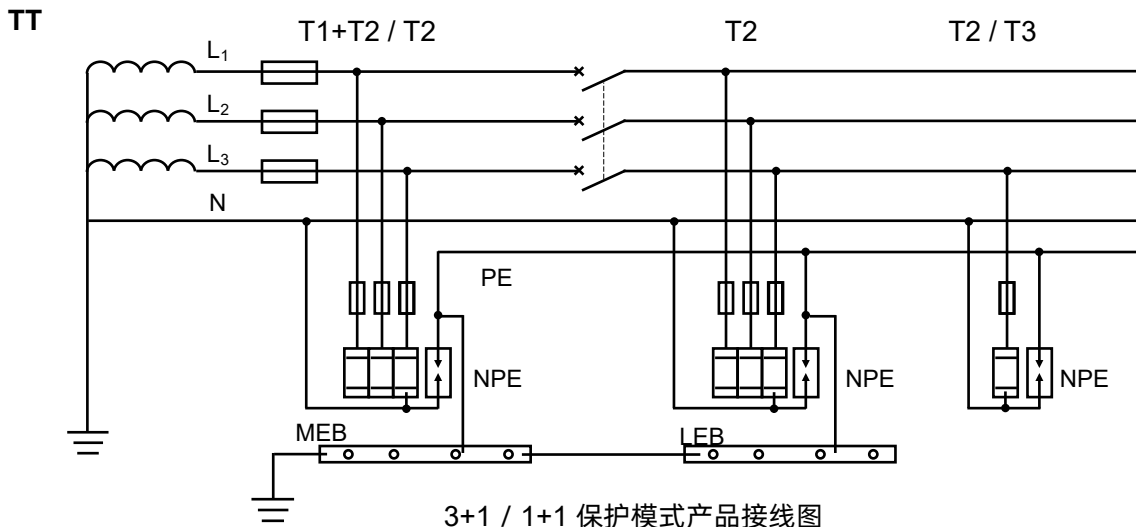 TT
T1+T2 / T2
T2
T2 / T3
L₁
L₂
L₃
N
PE
NPE
NPE
NPE
MEB
LEB
3+1 / 1+1 保护模式产品接线图